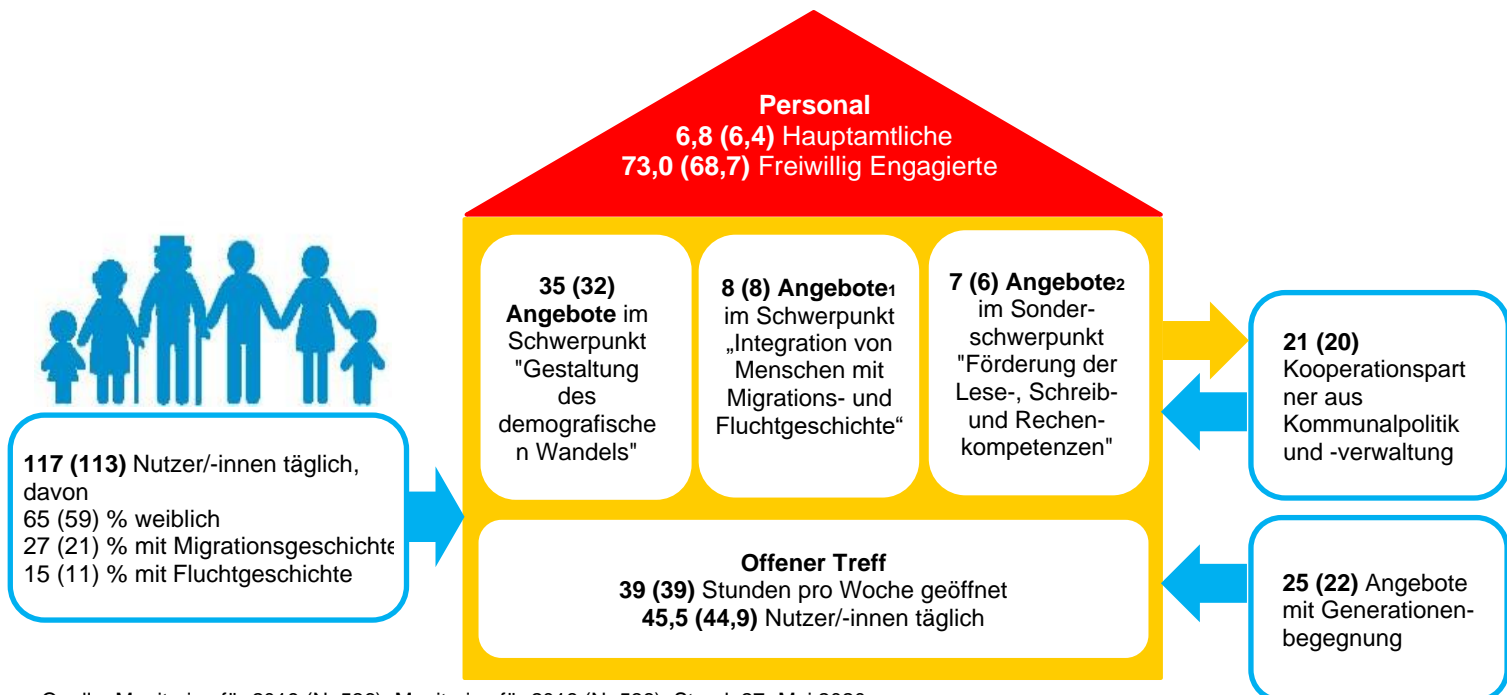 Personal
6,8 (6,4) Hauptamtliche
73,0 (68,7) Freiwillig Engagierte
35 (32)
Angebote im
Schwerpunkt
"Gestaltung
des
demografische
n Wandels"
8 (8) Angebote1
im Schwerpunkt
„Integration von
Menschen mit
Migrations- und
Fluchtgeschichte“
7 (6) Angebote2
im Sonder-
schwerpunkt
"Förderung der
Lese-, Schreib-
und Rechen-
kompetenzen"
117 (113) Nutzer/-innen täglich,
davon
65 (59) % weiblich
27 (21) % mit Migrationsgeschichte
15 (11) % mit Fluchtgeschichte
Offener Treff
39 (39) Stunden pro Woche geöffnet
45,5 (44,9) Nutzer/-innen täglich
21 (20)
Kooperationspart
ner aus
Kommunalpolitik
und -verwaltung
25 (22) Angebote
mit Generationen-
begegnung